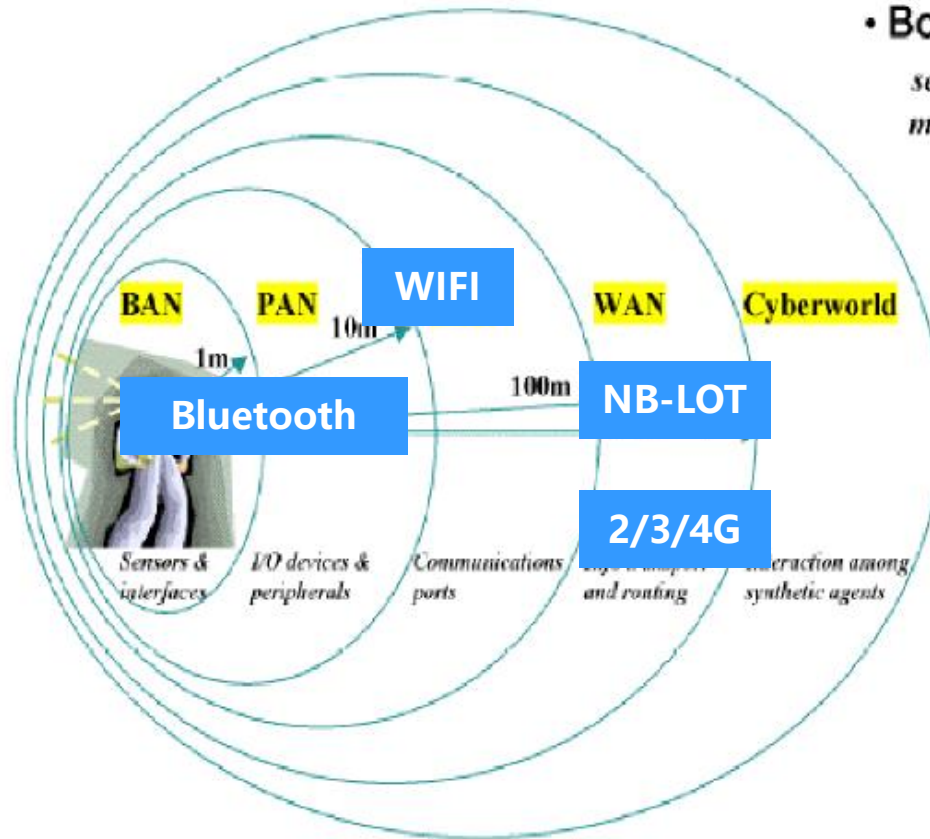 • Bo
se
m
WIFI
BAN PAN WAN Cyberworld
10m
1m
100m
Bluetooth
NB-LOT
2/3/4G
Sensors & interfaces
I/O devices & peripherals
Communications ports
and routing
among
synthetic agents